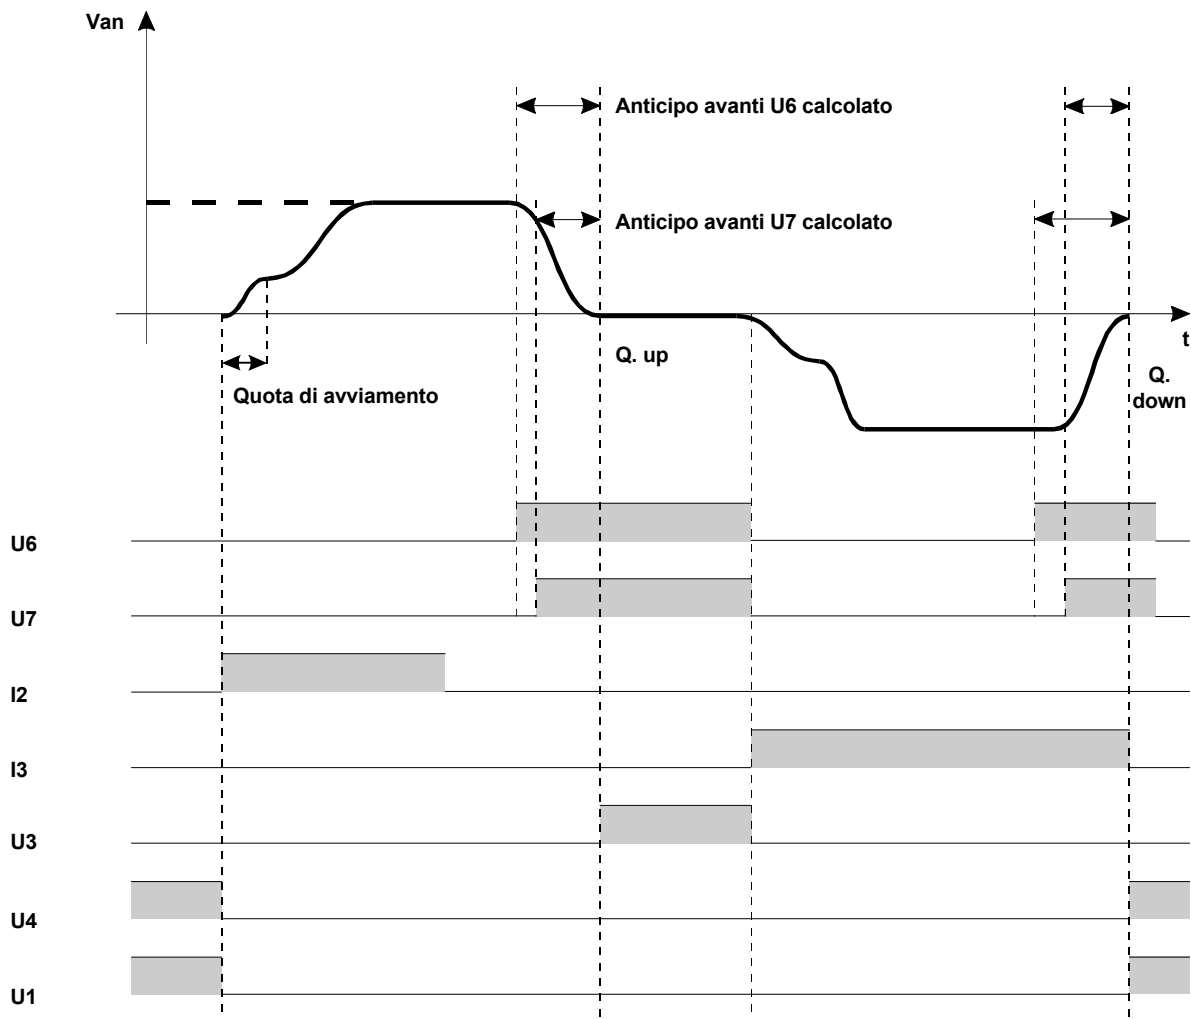 Van
Anticipo avanti U6 calcolato
Anticipo avanti U7 calcolato
t
Q. up
Q.
down
Quota di avviamento
U6
U7
I2
I3
U3
U4
U1